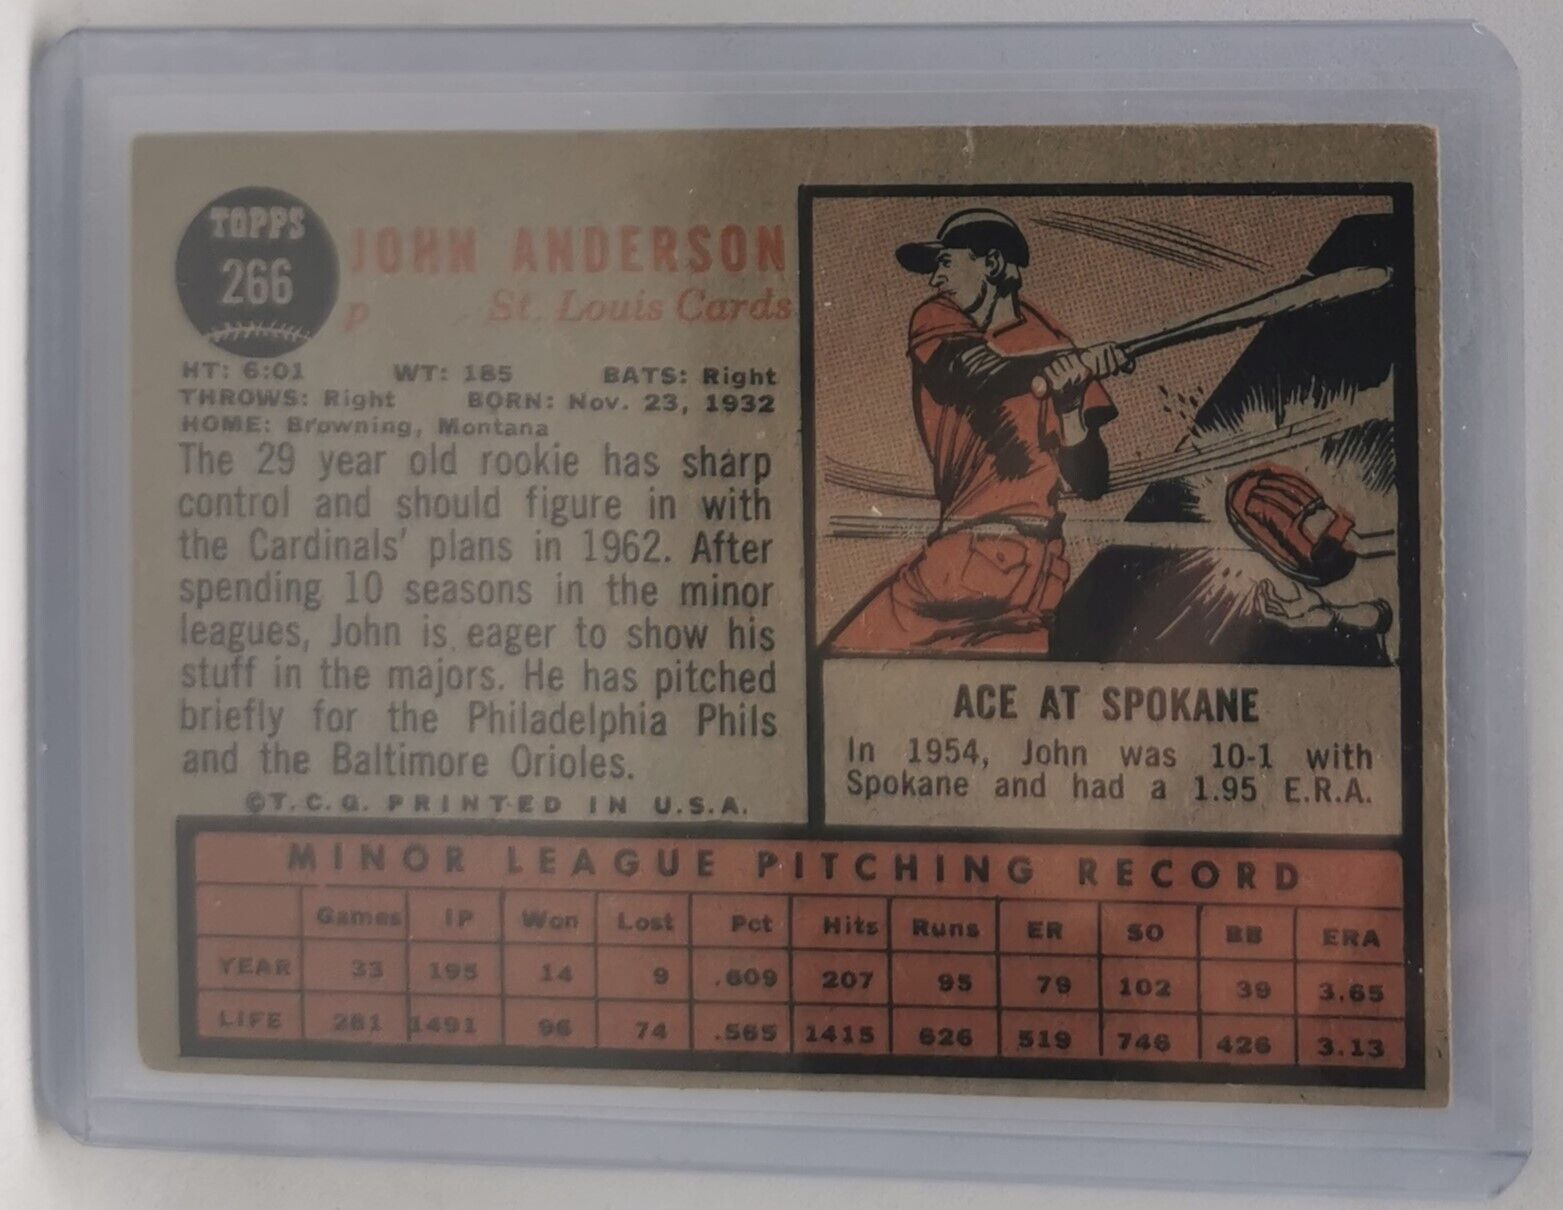 TOPPS
266
JOHN ANDERSON
p St. Louis Cards
HT: 6:01 WT: 185 BATS: Right
THROWS: Right BORN: Nov. 23, 1932
HOME: Browning, Montana
The 29 year old rookie has sharp
control and should figure in with
the Cardinals' plans in 1962. After
spending 10 seasons in the minor
leagues, John is eager to show his
stuff in the majors. He has pitched
briefly for the Philadelphia Phils
and the Baltimore Orioles.
©T.C.G. PRINTED IN U.S.A.
ACE AT SPOKANE
In 1954, John was 10-1 with
Spokane and had a 1.95 E.R.A.
MINOR LEAGUE PITCHING RECORD
Games IP Won Lost Pct Hits Runs ER SO BB ERA
YEAR 33 195 14 9 .609 207 95 79 102 39 3.65
LIFE 281 1491 96 74 .565 1415 626 519 746 426 3.13